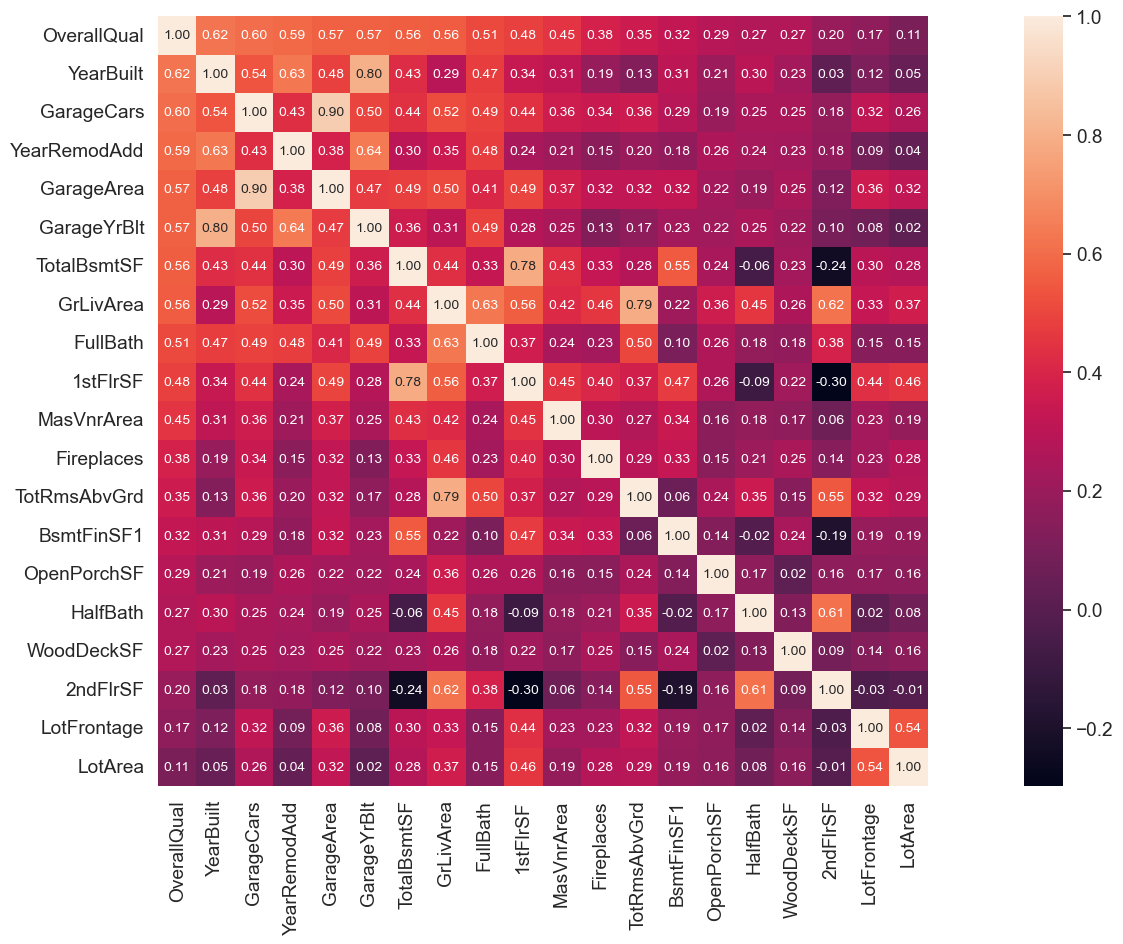 OverallQual 1.00 0.62 0.60 0.59 0.57 0.57 0.56 0.56 0.51 0.48 0.45 0.38 0.35 0.32 0.29 0.27 0.27 0.20 0.17 0.11
YearBuilt 0.62 1.00 0.54 0.63 0.48 0.80 0.43 0.29 0.47 0.34 0.31 0.19 0.13 0.31 0.21 0.30 0.23 0.03 0.12 0.05
GarageCars 0.60 0.54 1.00 0.43 0.90 0.50 0.44 0.52 0.49 0.44 0.36 0.34 0.36 0.29 0.19 0.25 0.25 0.18 0.32 0.26
YearRemodAdd 0.59 0.63 0.43 1.00 0.38 0.64 0.30 0.35 0.48 0.24 0.21 0.15 0.20 0.18 0.26 0.24 0.23 0.18 0.09 0.04
GarageArea 0.57 0.48 0.90 0.38 1.00 0.47 0.49 0.50 0.41 0.49 0.37 0.32 0.32 0.32 0.22 0.19 0.25 0.12 0.36 0.32
GarageYrBlt 0.57 0.80 0.50 0.64 0.47 1.00 0.36 0.31 0.49 0.28 0.25 0.13 0.17 0.23 0.22 0.25 0.22 0.10 0.08 0.02
TotalBsmtSF 0.56 0.43 0.44 0.30 0.49 0.36 1.00 0.44 0.33 0.78 0.43 0.33 0.28 0.55 0.24 -0.06 0.23 -0.24 0.30 0.28
GrLivArea 0.56 0.29 0.52 0.35 0.50 0.31 0.44 1.00 0.63 0.56 0.42 0.46 0.79 0.22 0.36 0.45 0.26 0.62 0.33 0.37
FullBath 0.51 0.47 0.49 0.48 0.41 0.49 0.33 0.63 1.00 0.37 0.24 0.23 0.50 0.10 0.26 0.18 0.18 0.38 0.15 0.15
1stFlrSF 0.48 0.34 0.44 0.24 0.49 0.28 0.78 0.56 0.37 1.00 0.45 0.40 0.37 0.47 0.26 -0.09 0.22 -0.30 0.44 0.46
MasVnrArea 0.45 0.31 0.36 0.21 0.37 0.25 0.43 0.42 0.24 0.45 1.00 0.30 0.27 0.34 0.16 0.18 0.17 0.06 0.23 0.19
Fireplaces 0.38 0.19 0.34 0.15 0.32 0.13 0.33 0.46 0.23 0.40 0.30 1.00 0.29 0.33 0.15 0.21 0.25 0.14 0.23 0.28
TotRmsAbvGrd 0.35 0.13 0.36 0.20 0.32 0.17 0.28 0.79 0.50 0.37 0.27 0.29 1.00 0.06 0.24 0.35 0.15 0.55 0.32 0.29
BsmtFinSF1 0.32 0.31 0.29 0.18 0.32 0.23 0.55 0.22 0.10 0.47 0.34 0.33 0.06 1.00 0.14 -0.02 0.24 -0.19 0.19 0.19
OpenPorchSF 0.29 0.21 0.19 0.26 0.22 0.22 0.24 0.36 0.26 0.26 0.16 0.15 0.24 0.14 1.00 0.17 0.02 0.16 0.17 0.16
HalfBath 0.27 0.30 0.25 0.24 0.19 0.25 -0.06 0.45 0.18 -0.09 0.18 0.21 0.35 -0.02 0.17 1.00 0.13 0.61 0.02 0.08
WoodDeckSF 0.27 0.23 0.25 0.23 0.25 0.22 0.23 0.26 0.18 0.22 0.17 0.25 0.15 0.24 0.02 0.13 1.00 0.09 0.14 0.16
2ndFlrSF 0.20 0.03 0.18 0.18 0.12 0.10 -0.24 0.62 0.38 -0.30 0.06 0.14 0.55 -0.19 0.16 0.61 0.09 1.00 -0.03 -0.01
LotFrontage 0.17 0.12 0.32 0.09 0.36 0.08 0.30 0.33 0.15 0.44 0.23 0.23 0.32 0.19 0.17 0.02 0.14 -0.03 1.00 0.54
LotArea 0.11 0.05 0.26 0.04 0.32 0.02 0.28 0.37 0.15 0.46 0.19 0.28 0.29 0.19 0.16 0.08 0.16 -0.01 0.54 1.00
OverallQual
YearBuilt
GarageCars
YearRemodAdd
GarageArea
GarageYrBlt
TotalBsmtSF
GrLivArea
FullBath
1stFlrSF
MasVnrArea
Fireplaces
TotRmsAbvGrd
BsmtFinSF1
OpenPorchSF
HalfBath
WoodDeckSF
2ndFlrSF
LotFrontage
LotArea
1.0
0.8
0.6
0.4
0.2
0.0
−0.2